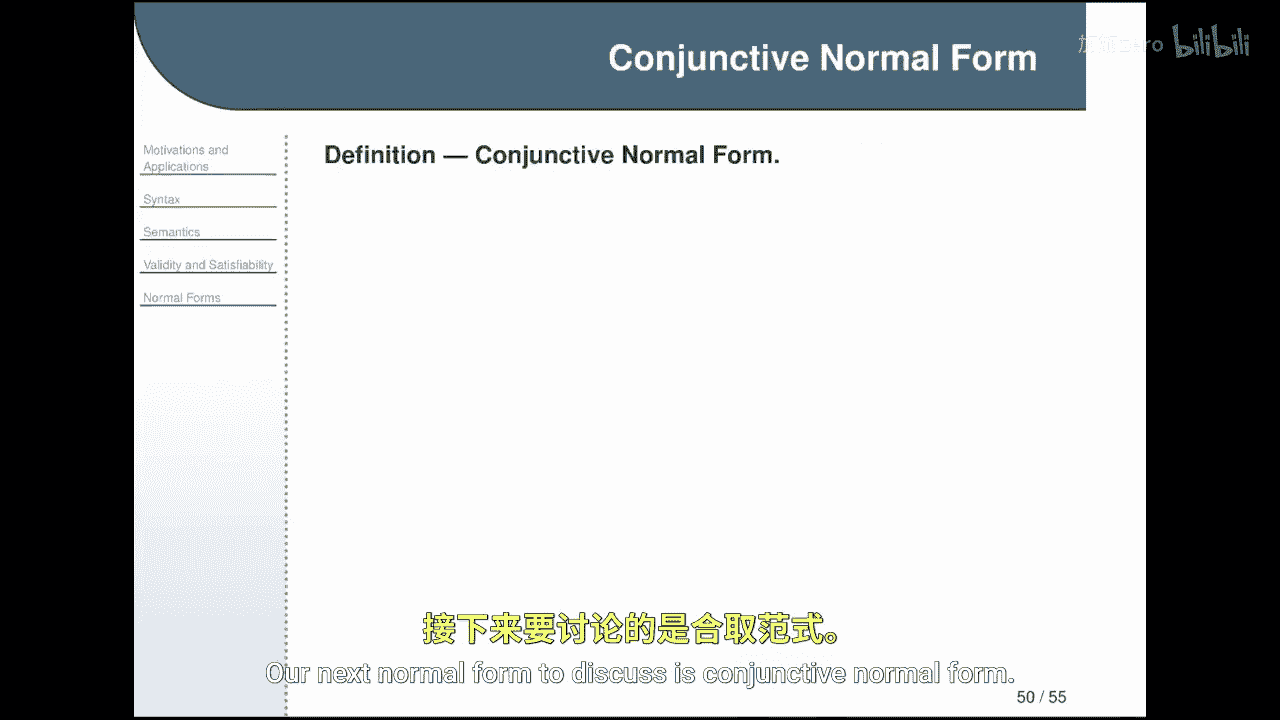 Conjunctive Normal Form
bilibili
Motivations and
Applications
Syntax
Semantics
Validity and Satisfiability
Normal Forms
Definition — Conjunctive Normal Form.
接下来要讨论的是合取范式。
Our next normal form to discuss is conjunctive normal form.
50 / 55